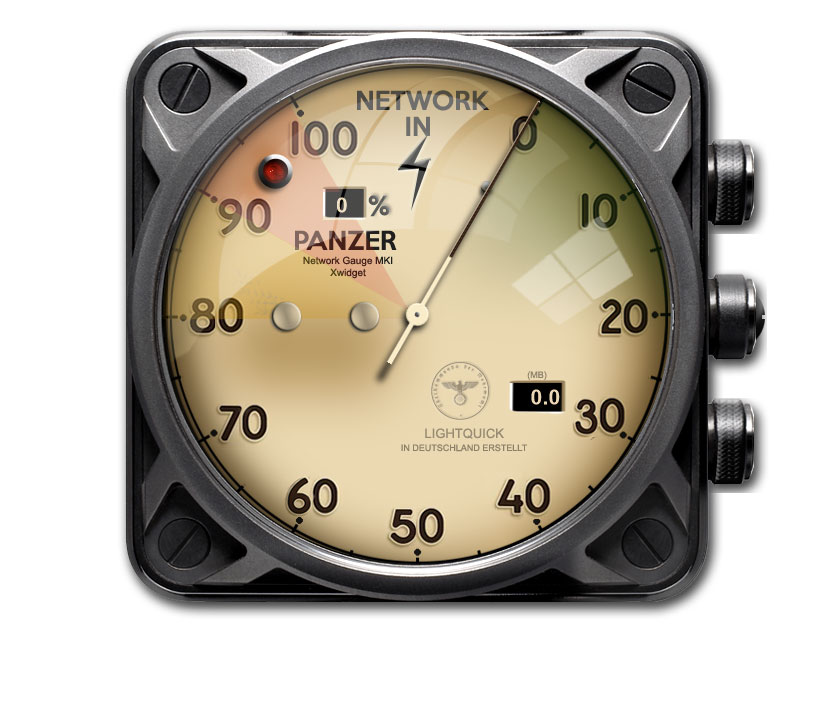 NETWORK
IN
100
0
90
0 %
10
PANZER
Network Gauge MKI
Xwidget
80
20
(MB)
0.0
70
30
LIGHTQUICK
IN DEUTSCHLAND ERSTELLT
60
40
50